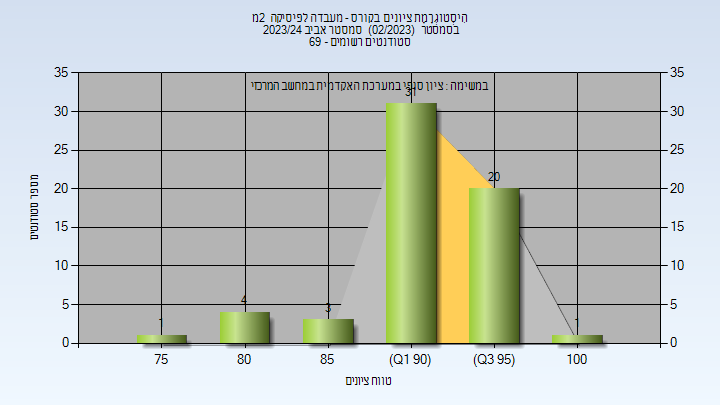 היסטוגרמת ציונים בקורס - מעבדה לפיסיקה 2מ
בסמסטר (02/2023) סמסטר אביב 2023/24
סטודנטים רשומים - 69
במשימה : ציון סופי במערכת האקדמית במחשב המרכזי
35 35
30 30
25 25
20 20
15 15
10 10
5 5
0 0
1 4 3 31 20 1
75 80 85 (Q1 90) (Q3 95) 100
מספר סטודנטים
טווח ציונים